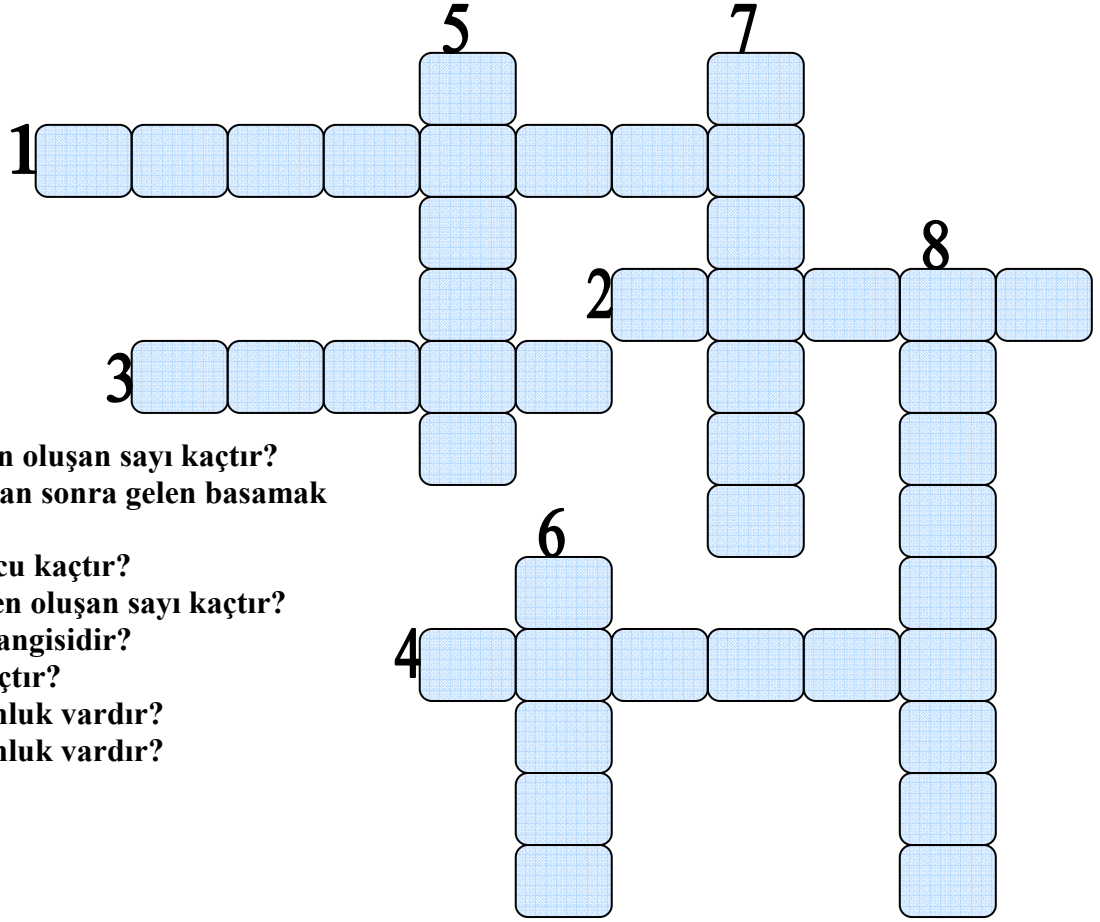 5
7
1
8
2
3
n oluşan sayı kaçtır?
an sonra gelen basamak
cu kaçtır?
en oluşan sayı kaçtır?
angisidir?
çtır?
nluk vardır?
nluk vardır?
6
4